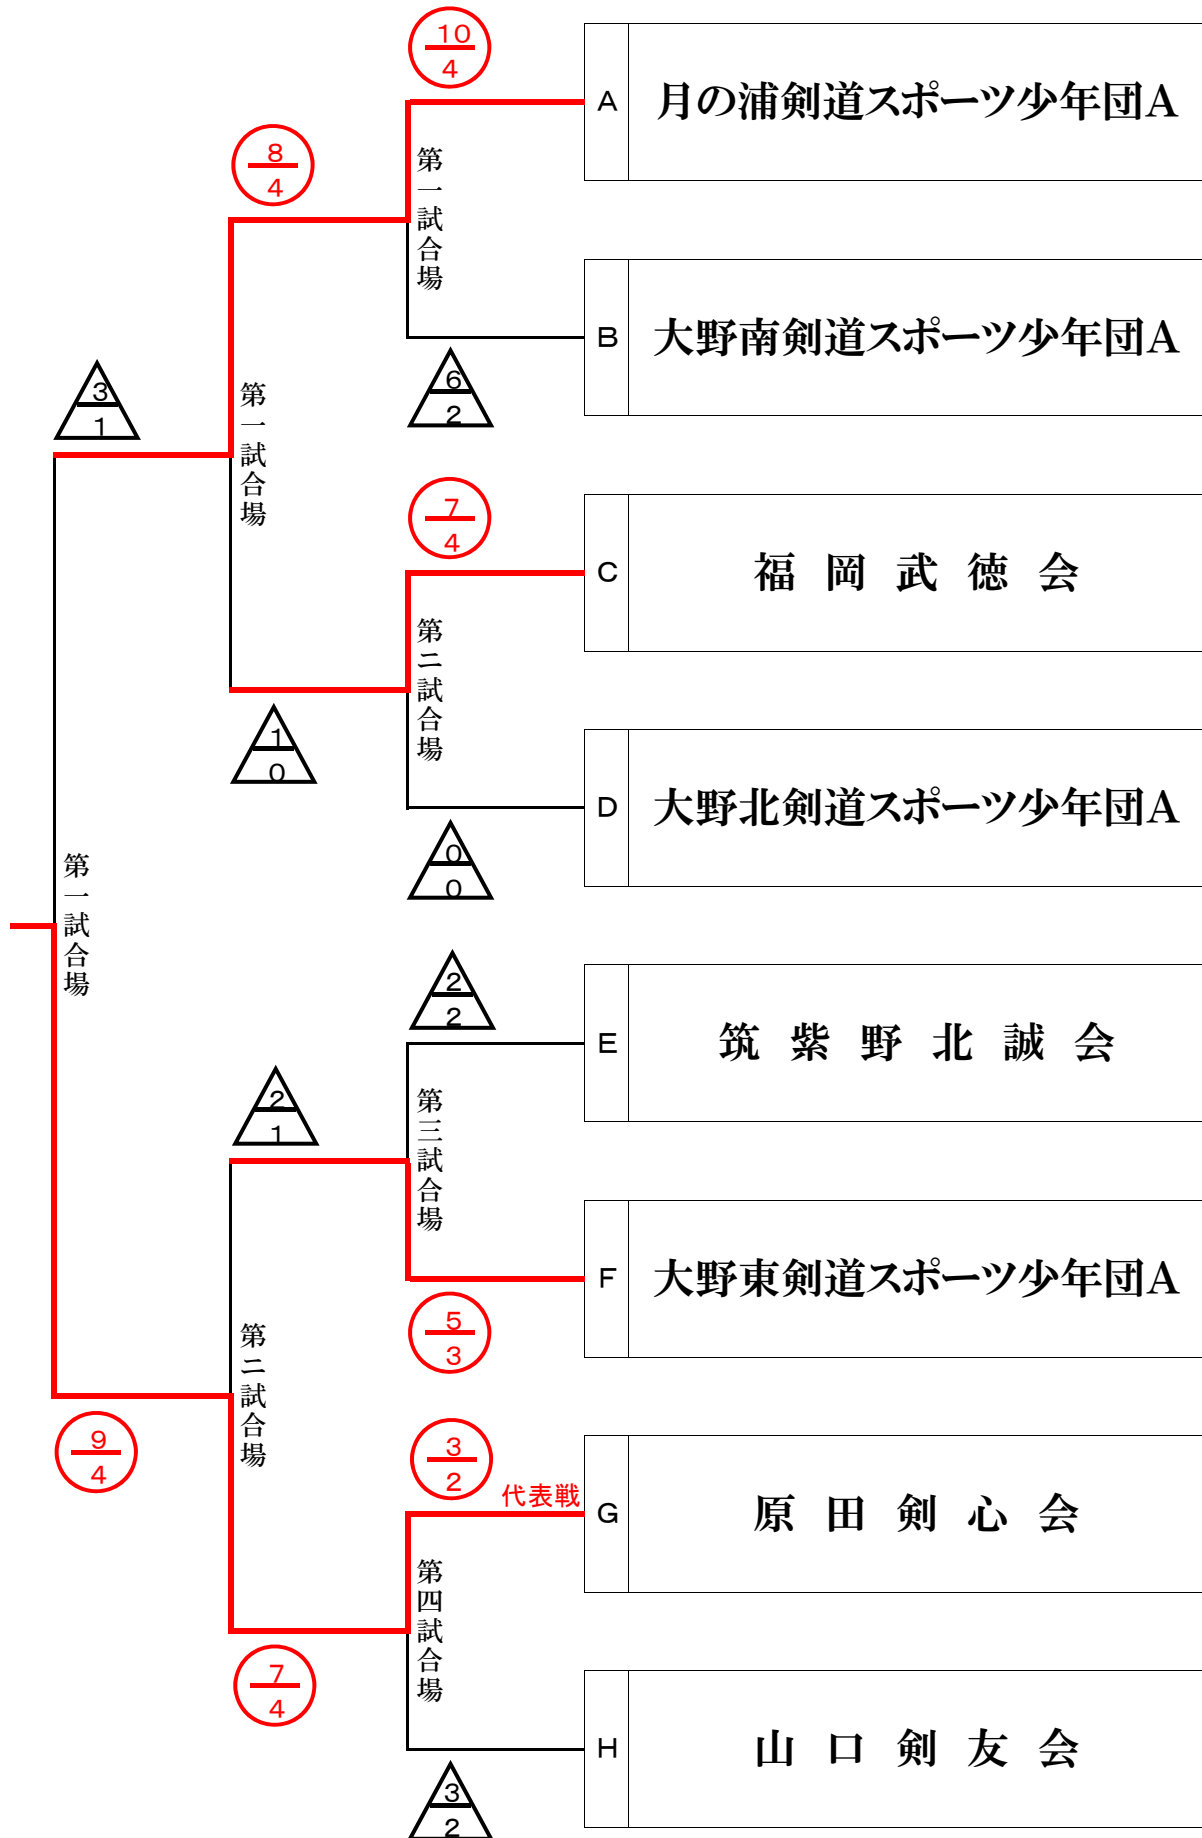 10
4
A
月の浦剣道スポーツ少年団A
8
4
第一試合場
B
大野南剣道スポーツ少年団A
6
2
3
1
第一試合場
7
4
C
福岡武徳会
第二試合場
1
0
D
大野北剣道スポーツ少年団A
0
0
第一試合場
2
2
E
筑紫野北誠会
2
1
第三試合場
F
大野東剣道スポーツ少年団A
5
3
第二試合場
9
4
3
2
代表戦
G
原田剣心会
第四試合場
7
4
H
山口剣友会
3
2